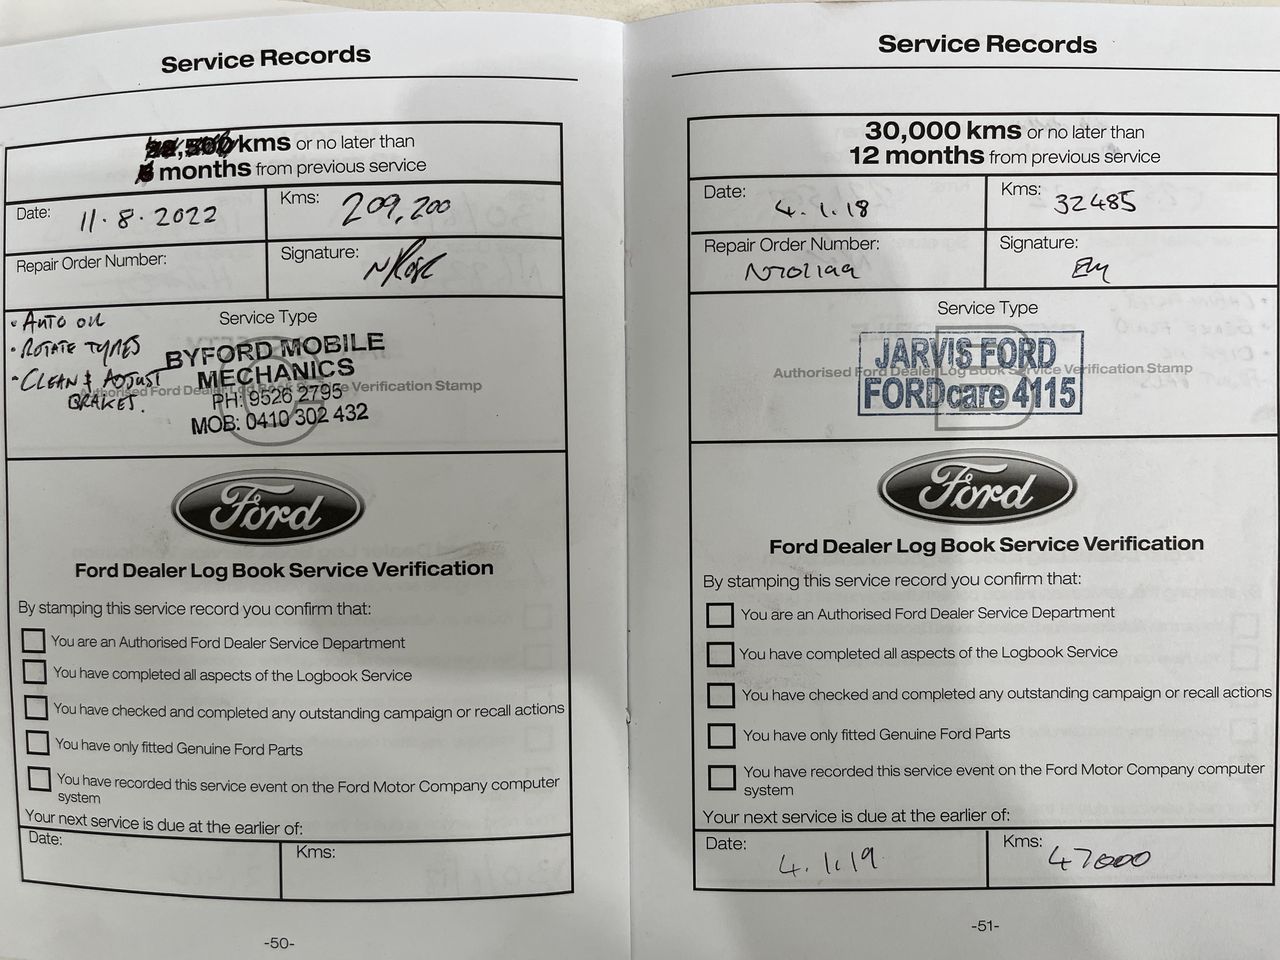 Service Records
kms or no later than
months from previous service
Date: 11.8.2022
Kms: 209,200
Repair Order Number:
Signature:
Service Type
• AUTO OIL
• ROTATE TYRES
• CLEAN & ADJUST
BRAKES.
BYFORD MOBILE
MECHANICS
Authorised Ford Dealer Log Book Service Verification Stamp
PH: 9526 2795
MOB: 0410 302 432
Ford
Ford Dealer Log Book Service Verification
By stamping this service record you confirm that:
You are an Authorised Ford Dealer Service Department
You have completed all aspects of the Logbook Service
You have checked and completed any outstanding campaign or recall actions
You have only fitted Genuine Ford Parts
You have recorded this service event on the Ford Motor Company computer
system
Your next service is due at the earlier of:
Date:
Kms:
-50-
Service Records
30,000 kms or no later than
12 months from previous service
Date: 4.1.18
Kms: 32485
Repair Order Number:
Signature:
Service Type
JARVIS FORD
Authorised Ford Dealer Log Book Service Verification Stamp
FORDcare 4115
Ford
Ford Dealer Log Book Service Verification
By stamping this service record you confirm that:
You are an Authorised Ford Dealer Service Department
You have completed all aspects of the Logbook Service
You have checked and completed any outstanding campaign or recall actions
You have only fitted Genuine Ford Parts
You have recorded this service event on the Ford Motor Company computer
system
Your next service is due at the earlier of:
Date: 4.1.19
Kms: 47000
-51-